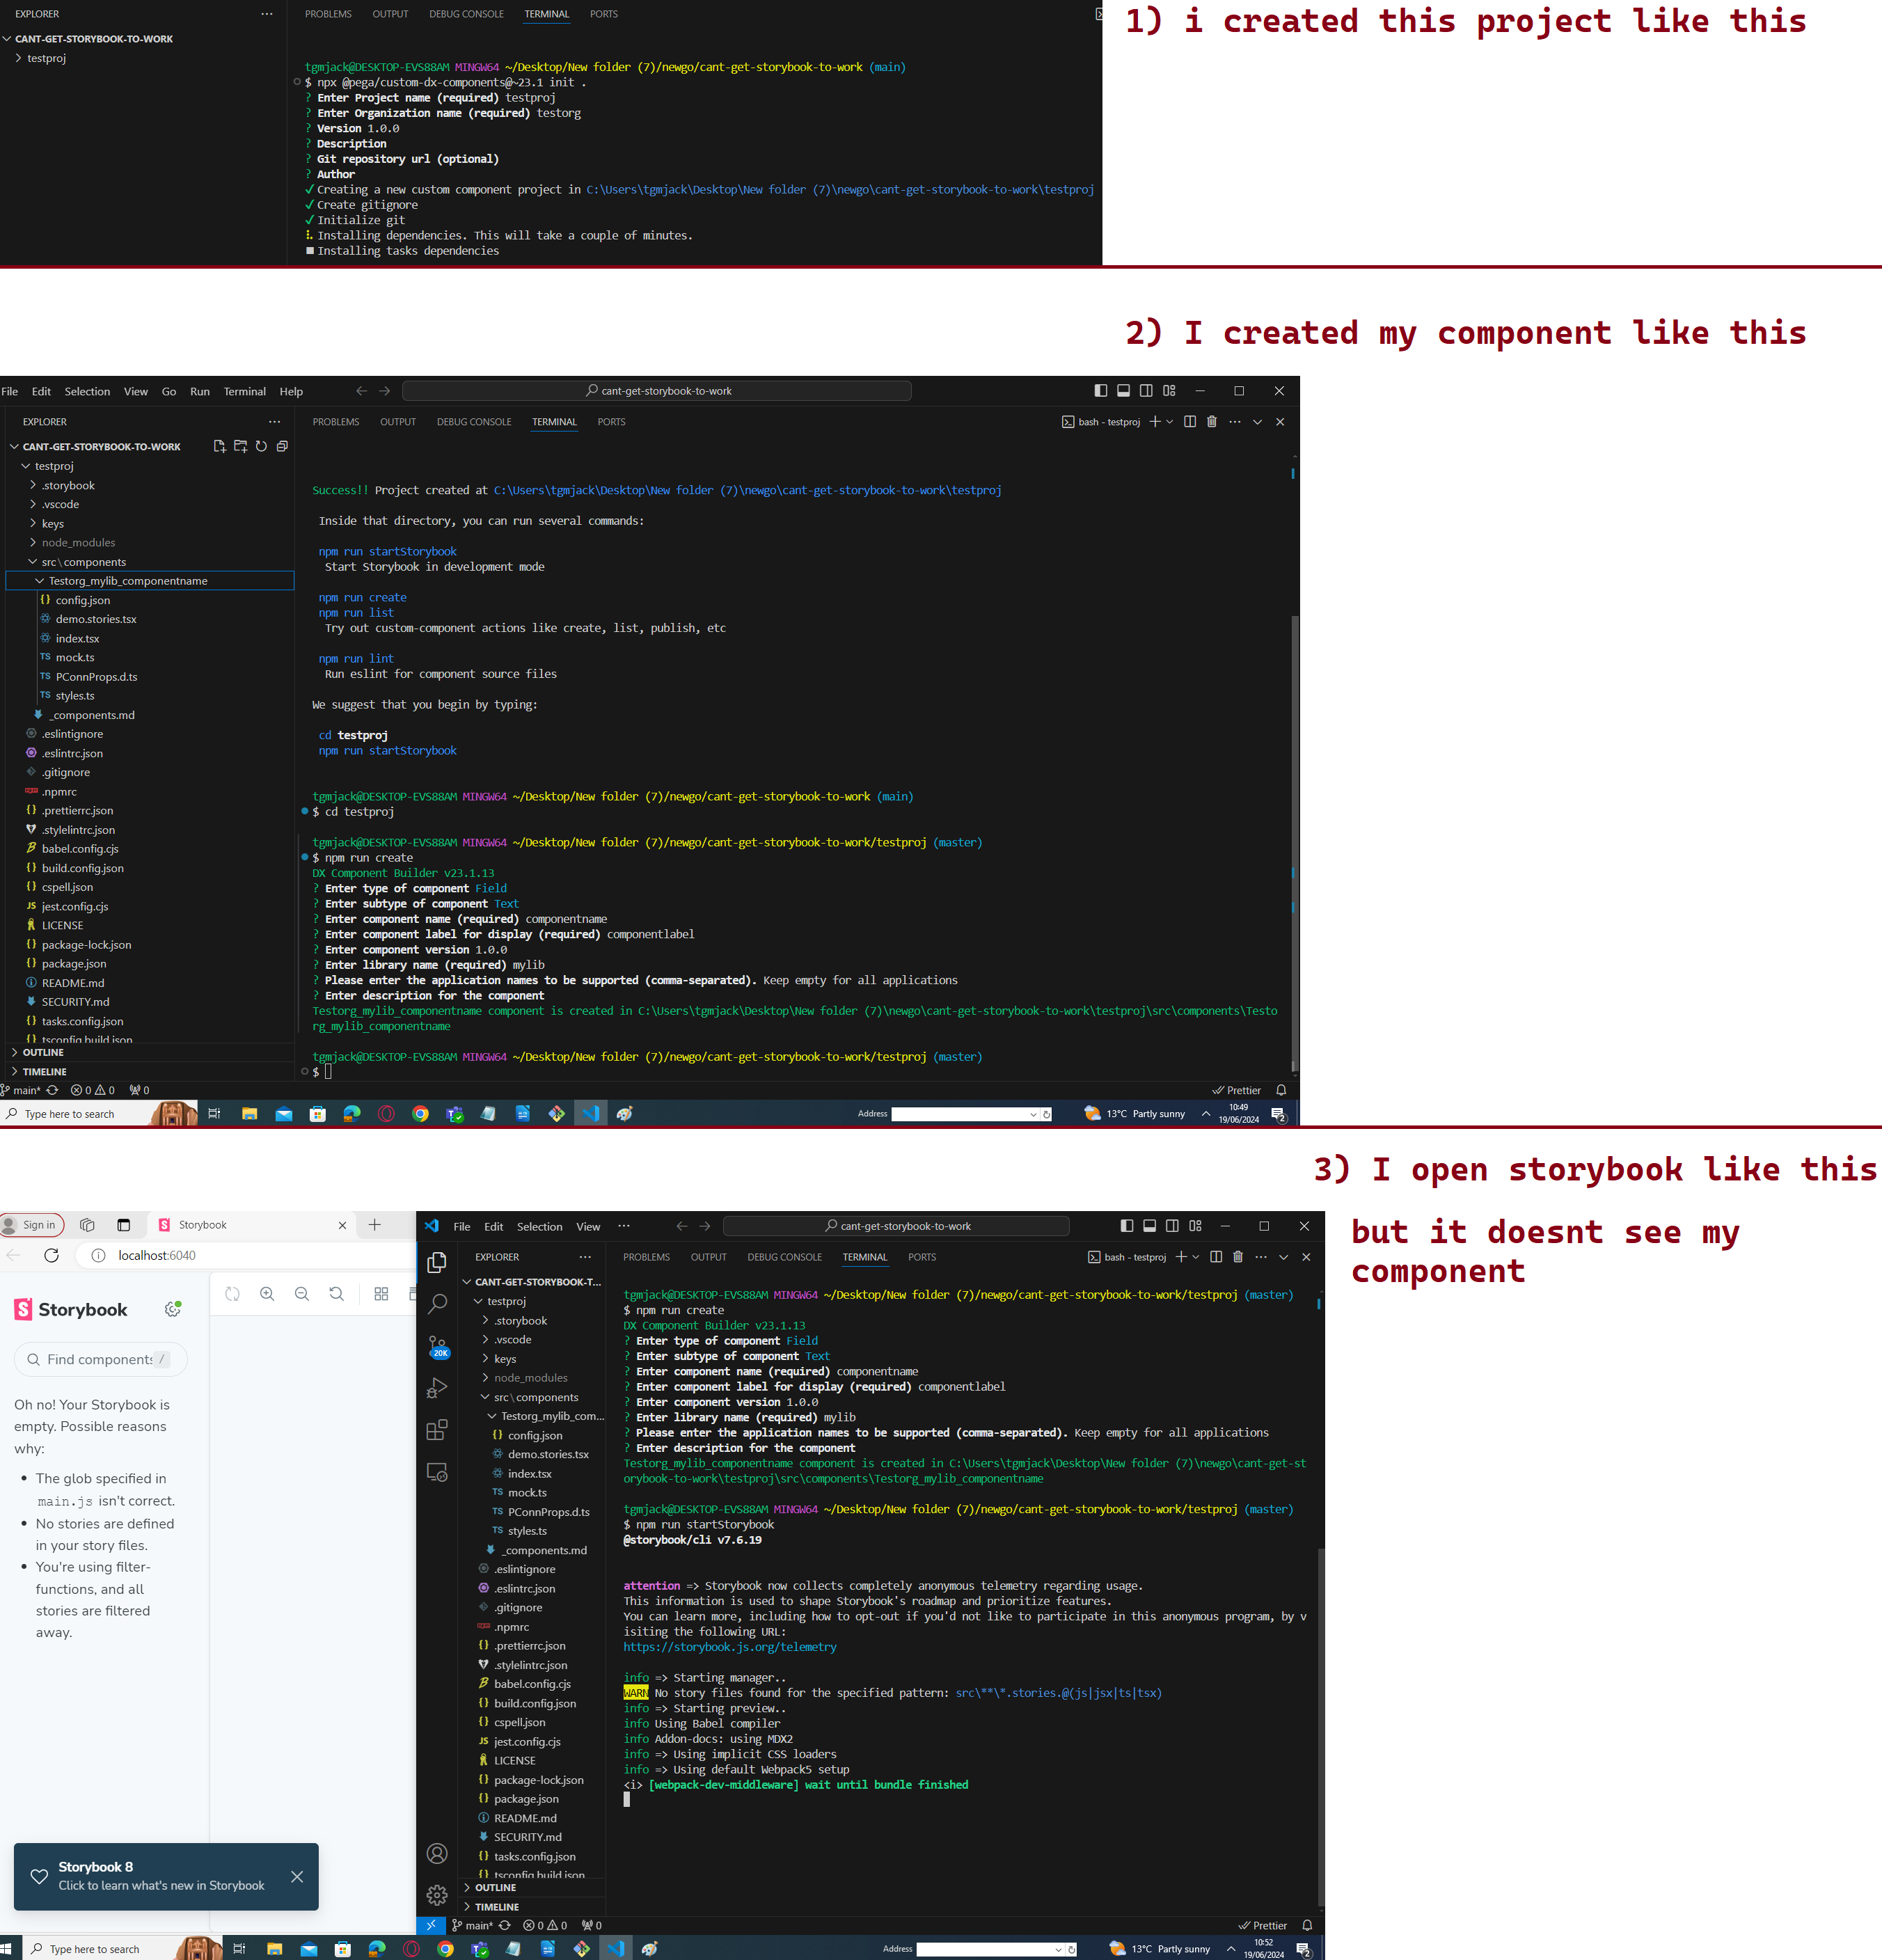 EXPLORER
PROBLEMS OUTPUT DEBUG CONSOLE TERMINAL PORTS
CANT-GET-STORYBOOK-TO-WORK
testproj
tgmjack@DESKTOP-EVS88AM MINGW64 ~/Desktop/New folder (7)/newgo/cant-get-storybook-to-work (main)
$ npx @pega/custom-dx-components@~23.1 init .
? Enter Project name (required) testproj
? Enter Organization name (required) testorg
? Version 1.0.0
? Description
? Git repository url (optional)
? Author
✓ Creating a new custom component project in C:\Users\tgmjack\Desktop\New folder (7)\newgo\cant-get-storybook-to-work\testproj
✓ Create gitignore
✓ Initialize git
Installing dependencies. This will take a couple of minutes.
Installing tasks dependencies
1) i created this project like this
2) I created my component like this
File Edit Selection View Go Run Terminal Help
cant-get-storybook-to-work
EXPLORER
PROBLEMS OUTPUT DEBUG CONSOLE TERMINAL PORTS
bash - testproj
CANT-GET-STORYBOOK-TO-WORK
testproj
.storybook
.vscode
keys
node_modules
src\components
Testorg_mylib_componentname
{} config.json
demo.stories.tsx
index.tsx
TS mock.ts
TS PConnProps.d.ts
TS styles.ts
_components.md
.eslintignore
.eslintrc.json
.gitignore
.npmrc
{} .prettierrc.json
.stylelintrc.json
babel.config.cjs
{} build.config.json
{} cspell.json
JS jest.config.cjs
LICENSE
{} package-lock.json
{} package.json
README.md
SECURITY.md
{} tasks.config.json
{} tsconfig.build.json
OUTLINE
TIMELINE
Success!! Project created at C:\Users\tgmjack\Desktop\New folder (7)\newgo\cant-get-storybook-to-work\testproj
Inside that directory, you can run several commands:
npm run startStorybook
Start Storybook in development mode
npm run create
npm run list
Try out custom-component actions like create, list, publish, etc
npm run lint
Run eslint for component source files
We suggest that you begin by typing:
cd testproj
npm run startStorybook
tgmjack@DESKTOP-EVS88AM MINGW64 ~/Desktop/New folder (7)/newgo/cant-get-storybook-to-work (main)
$ cd testproj
tgmjack@DESKTOP-EVS88AM MINGW64 ~/Desktop/New folder (7)/newgo/cant-get-storybook-to-work/testproj (master)
$ npm run create
DX Component Builder v23.1.13
? Enter type of component Field
? Enter subtype of component Text
? Enter component name (required) componentname
? Enter component label for display (required) componentlabel
? Enter component version 1.0.0
? Enter library name (required) mylib
? Please enter the application names to be supported (comma-separated). Keep empty for all applications
? Enter description for the component
Testorg_mylib_componentname component is created in C:\Users\tgmjack\Desktop\New folder (7)\newgo\cant-get-storybook-to-work\testproj\src\components\Testo
rg_mylib_componentname
tgmjack@DESKTOP-EVS88AM MINGW64 ~/Desktop/New folder (7)/newgo/cant-get-storybook-to-work/testproj (master)
$
main* 0 0 0 Prettier
Type here to search
Address
13°C Partly sunny
10:49
19/06/2024
2
3) I open storybook like this
but it doesnt see my
component
Sign in
Storybook
localhost:6040
Storybook
Find components /
Oh no! Your Storybook is
empty. Possible reasons
why:
• The glob specified in
main.js isn't correct.
• No stories are defined
in your story files.
• You're using filter-
functions, and all
stories are filtered
away.
Storybook 8
Click to learn what's new in Storybook
File Edit Selection View ···
cant-get-storybook-to-work
EXPLORER
PROBLEMS OUTPUT DEBUG CONSOLE TERMINAL PORTS
bash - testproj
20K
CANT-GET-STORYBOOK-T...
testproj
.storybook
.vscode
keys
node_modules
src\components
Testorg_mylib_com...
{} config.json
demo.stories.tsx
index.tsx
TS mock.ts
TS PConnProps.d.ts
TS styles.ts
_components.md
.eslintignore
.eslintrc.json
.gitignore
.npmrc
{} .prettierrc.json
.stylelintrc.json
babel.config.cjs
{} build.config.json
{} cspell.json
JS jest.config.cjs
LICENSE
{} package-lock.json
{} package.json
README.md
SECURITY.md
{} tasks.config.json
{} tsconfig.build.json
OUTLINE
TIMELINE
tgmjack@DESKTOP-EVS88AM MINGW64 ~/Desktop/New folder (7)/newgo/cant-get-storybook-to-work/testproj (master)
$ npm run create
DX Component Builder v23.1.13
? Enter type of component Field
? Enter subtype of component Text
? Enter component name (required) componentname
? Enter component label for display (required) componentlabel
? Enter component version 1.0.0
? Enter library name (required) mylib
? Please enter the application names to be supported (comma-separated). Keep empty for all applications
? Enter description for the component
Testorg_mylib_componentname component is created in C:\Users\tgmjack\Desktop\New folder (7)\newgo\cant-get-st
orybook-to-work\testproj\src\components\Testorg_mylib_componentname
tgmjack@DESKTOP-EVS88AM MINGW64 ~/Desktop/New folder (7)/newgo/cant-get-storybook-to-work/testproj (master)
$ npm run startStorybook
@storybook/cli v7.6.19
attention => Storybook now collects completely anonymous telemetry regarding usage.
This information is used to shape Storybook's roadmap and prioritize features.
You can learn more, including how to opt-out if you'd not like to participate in this anonymous program, by v
isiting the following URL:
https://storybook.js.org/telemetry
info => Starting manager..
WARN No story files found for the specified pattern: src\**\*.stories.@(js|jsx|ts|tsx)
info => Starting preview..
info Using Babel compiler
info Addon-docs: using MDX2
info => Using implicit CSS loaders
info => Using default Webpack5 setup
<i> [webpack-dev-middleware] wait until bundle finished
main* 0 0 0 Prettier
Type here to search
Address
13°C Partly sunny
10:52
19/06/2024
2